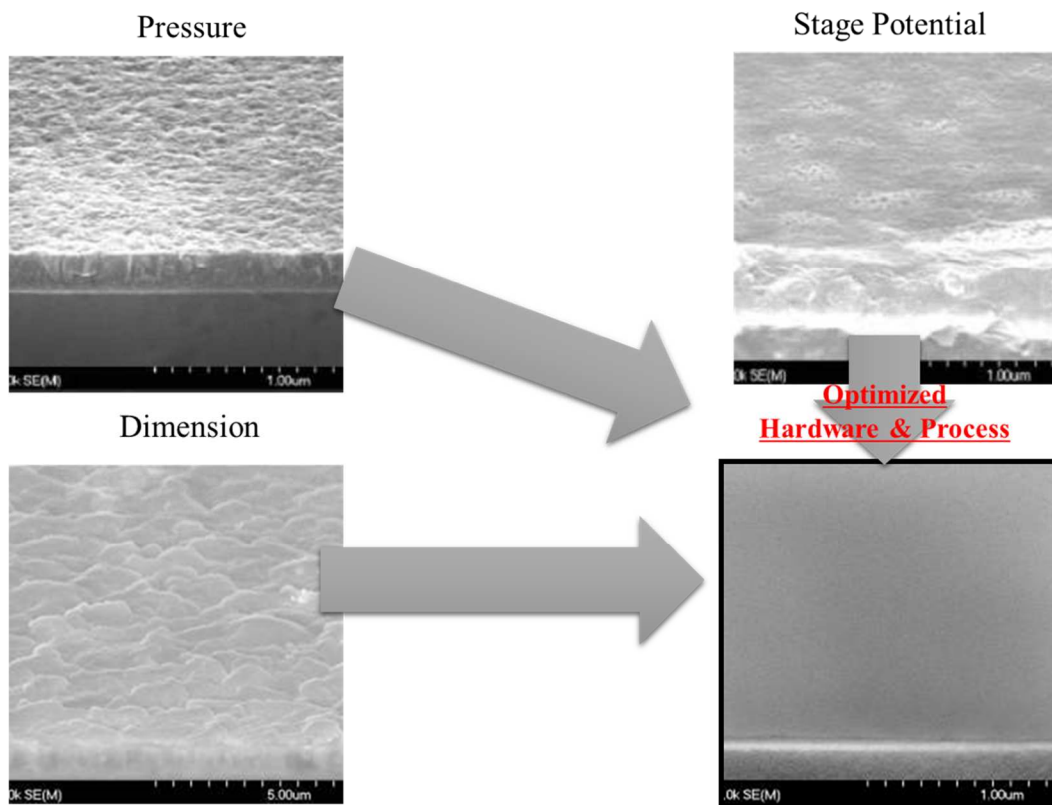 Pressure
Stage Potential
0k SE(M)
1.00um
0k SE(M)
1.00um
Optimized
Hardware & Process
Dimension
0k SE(M)
5.00um
.0k SE(M)
1.00um